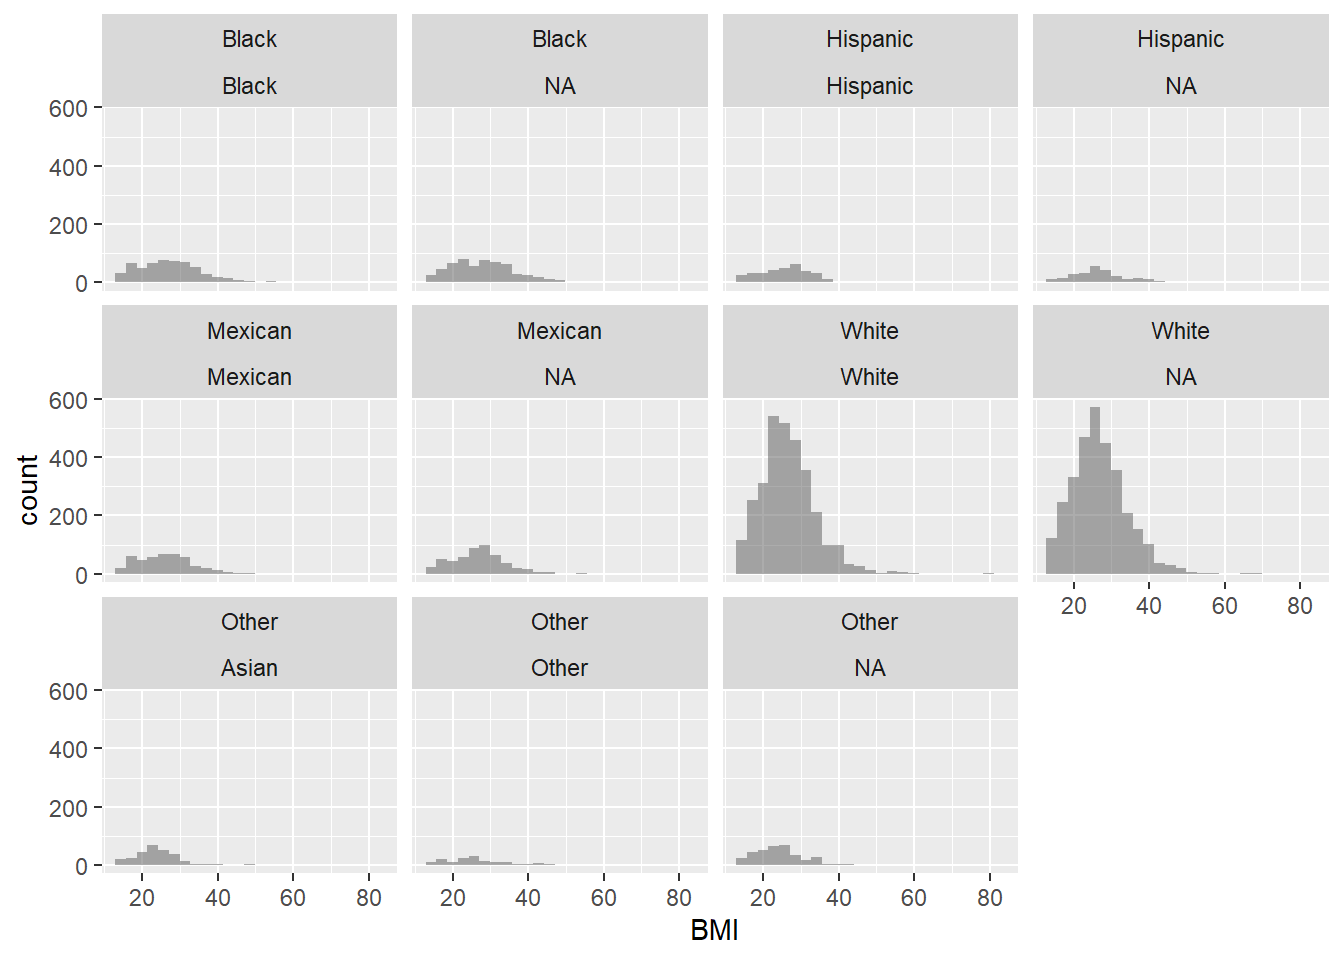 Black Black Hispanic Hispanic
Black NA Hispanic NA
600
400
200
0
Mexican Mexican White White
Mexican NA White NA
600
400
200
0
20 40 60 80
Other Other Other
Asian Other NA
600
400
200
0
20 40 60 80 20 40 60 80 20 40 60 80
BMI
count